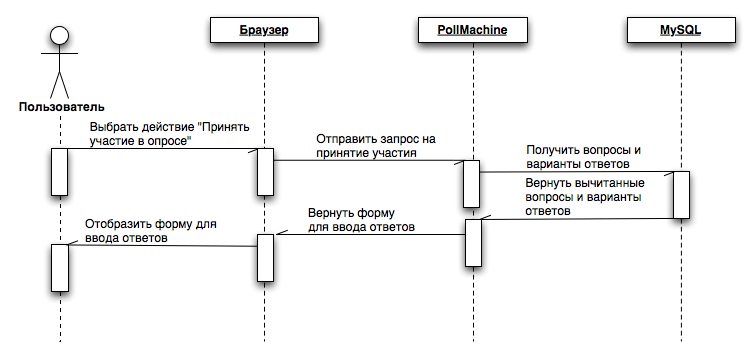 Браузер
PollMachine
MySQL
Пользователь
Выбрать действие "Принять
участие в опросе"
Отправить запрос на
принятие участия
Получить вопросы и
варианты ответов
Вернуть вычитанные
вопросы и варианты
ответов
Вернуть форму
для ввода ответов
Отобразить форму для
ввода ответов